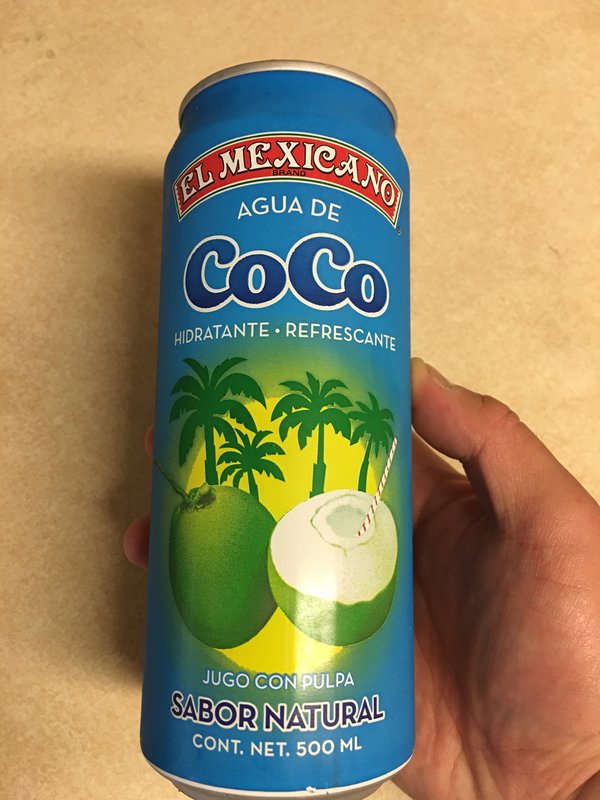 EL MEXICANO
BRAND
AGUA DE
CoCo
HIDRATANTE • REFRESCANTE
JUGO CON PULPA
SABOR NATURAL
CONT. NET. 500 ML